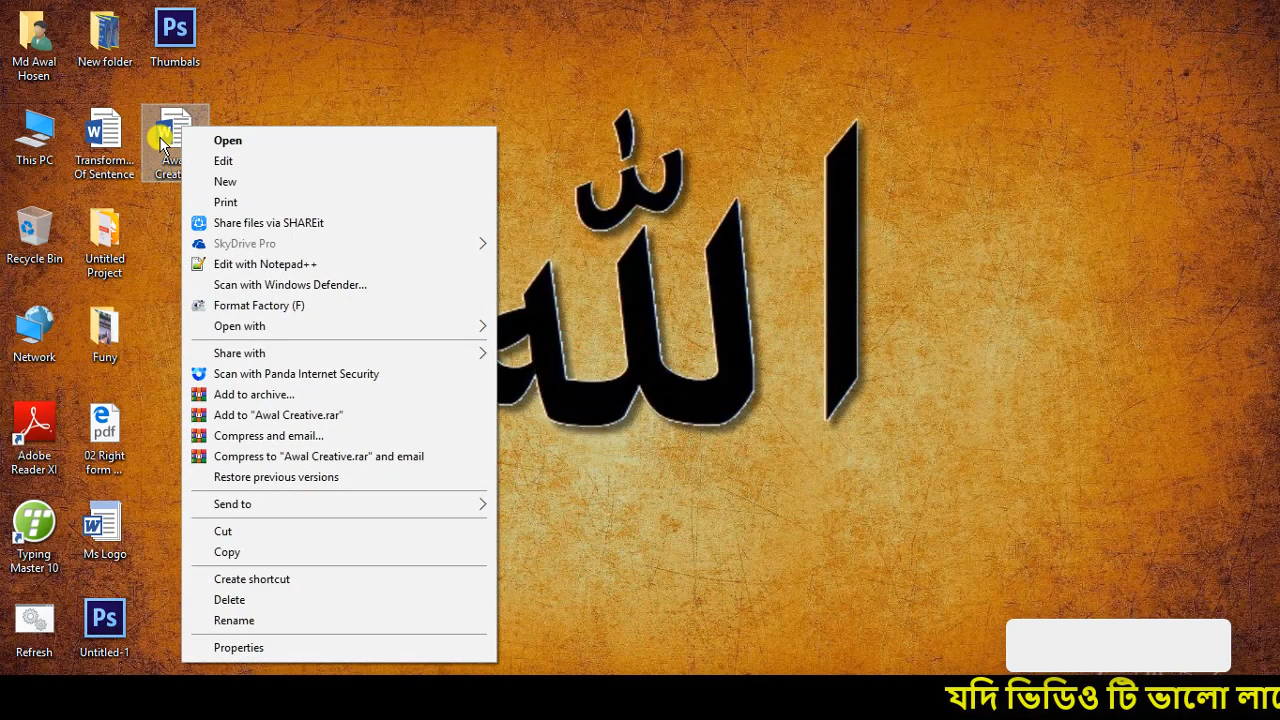 Md Awal
Hosen
New folder
Thumbals
This PC
Transform...
Of Sentence
Recycle Bin
Untitled
Project
Network
Funy
Adobe
Reader XI
02 Right
form ...
Typing
Master 10
Ms Logo
Refresh
Untitled-1
Open
Edit
New
Print
Share files via SHAREit
SkyDrive Pro
Edit with Notepad++
Scan with Windows Defender...
Format Factory (F)
Open with
Share with
Scan with Panda Internet Security
Add to archive...
Add to "Awal Creative.rar"
Compress and email...
Compress to "Awal Creative.rar" and email
Restore previous versions
Send to
Cut
Copy
Create shortcut
Delete
Rename
Properties
الله
যদি ভিডিও টি ভালো